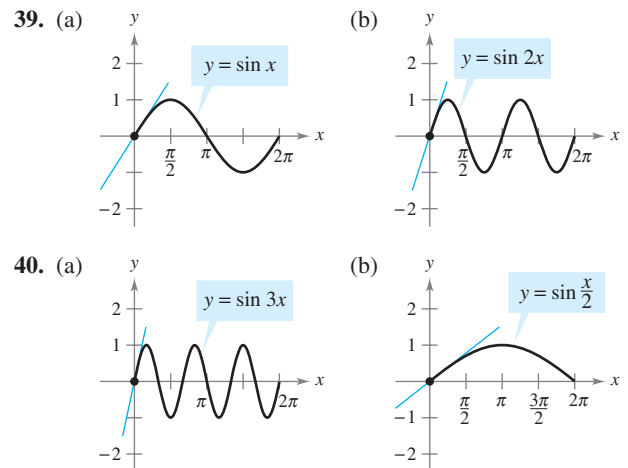 39. (a)
y
2
1
−2
y = sin x
π/2
π
2π
x
(b)
y
2
1
−2
y = sin 2x
π/2
π
2π
x
40. (a)
y
2
1
−2
y = sin 3x
π
2π
x
(b)
y
2
1
−1
−2
y = sin x/2
π/2
π
3π/2
2π
x